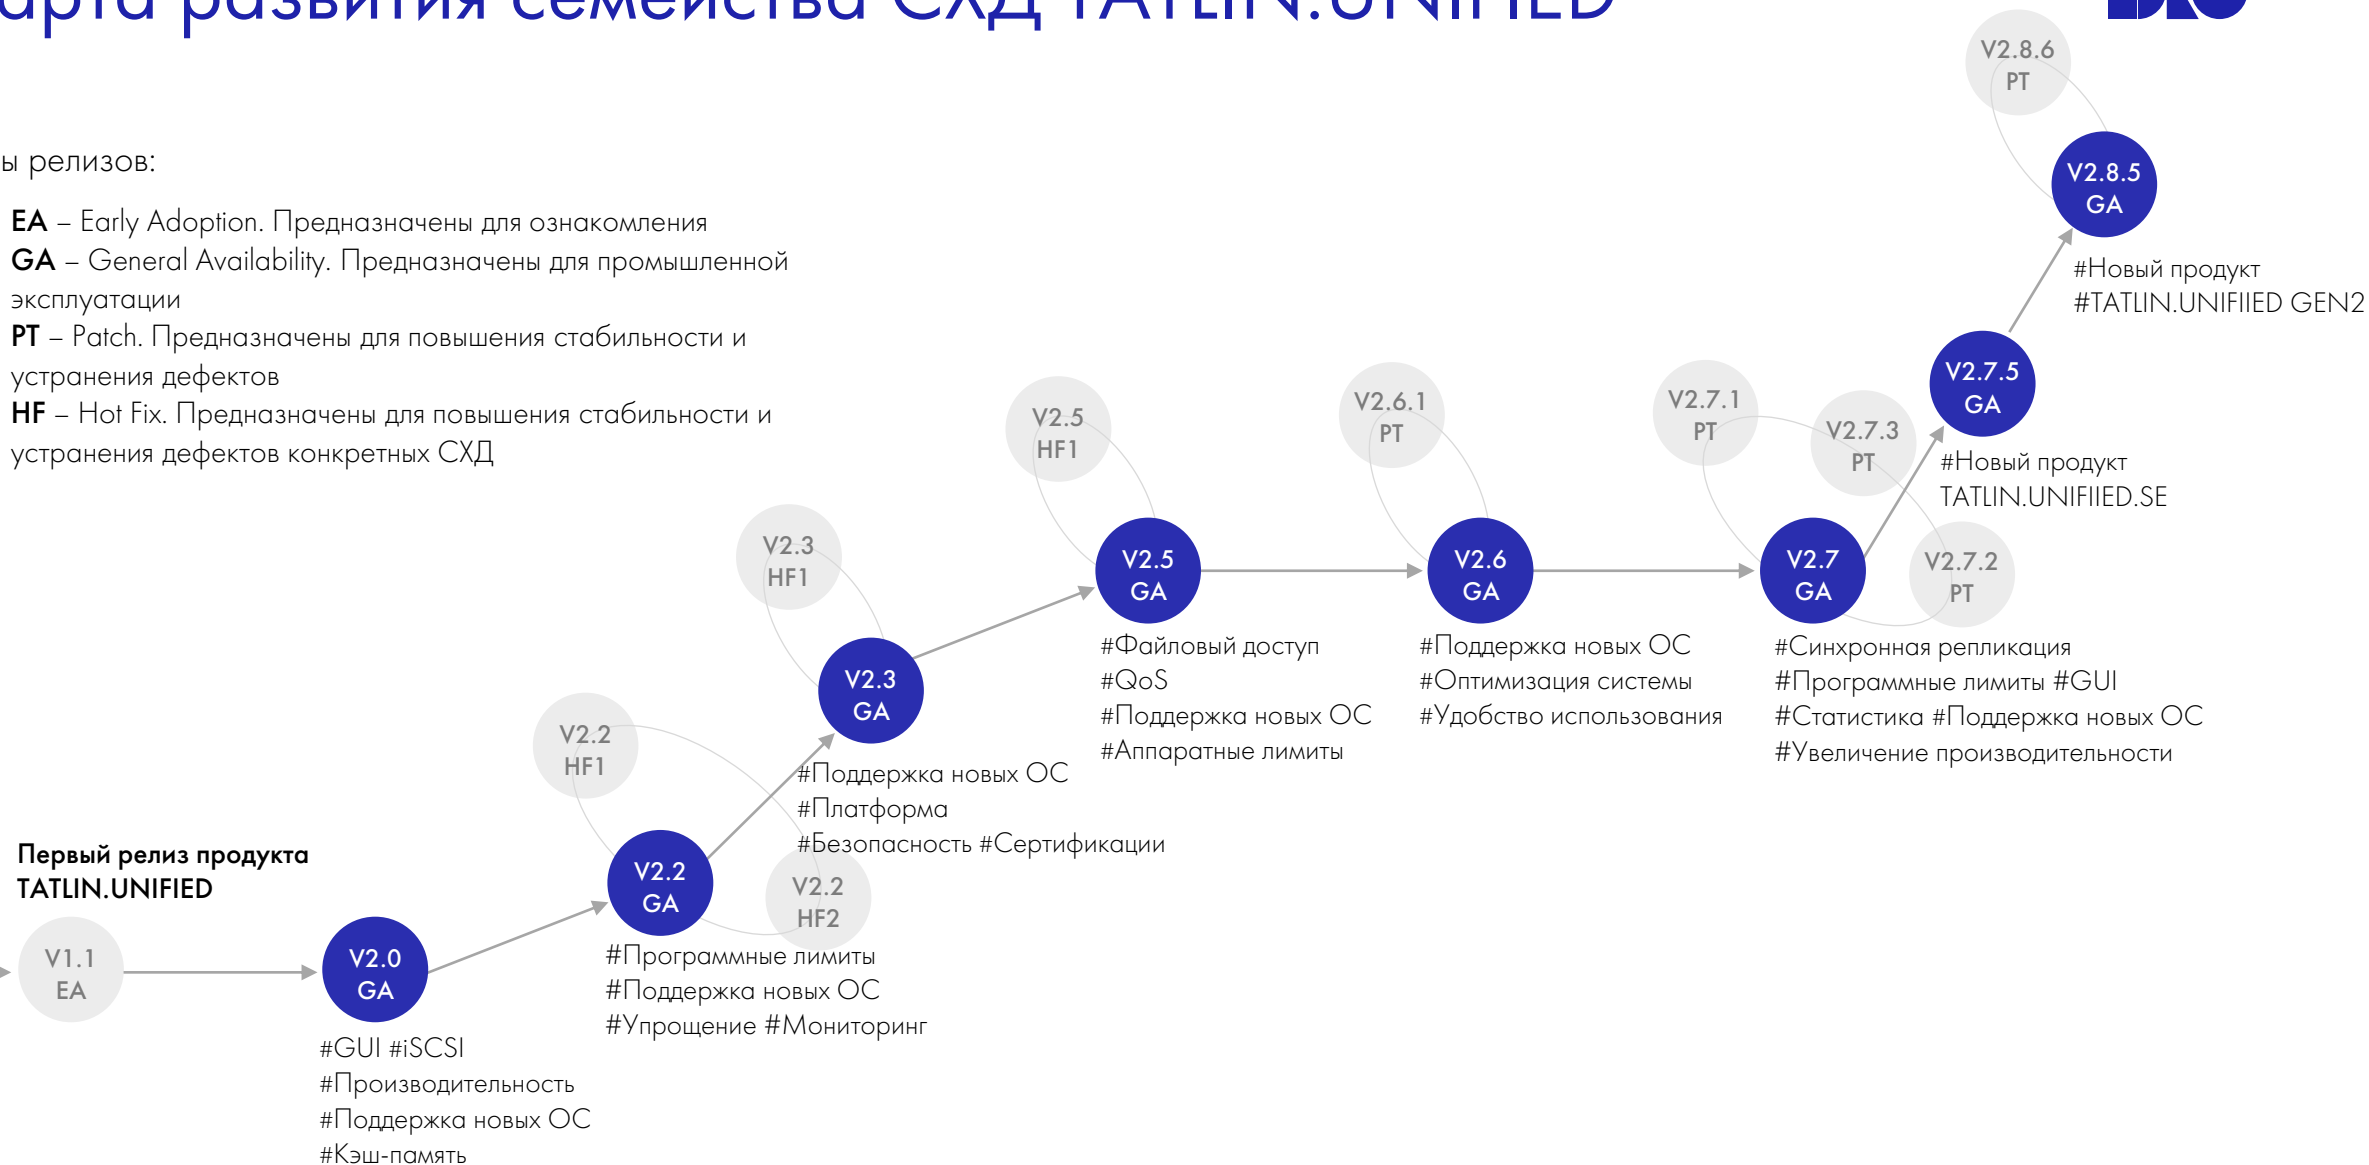 арта развития семейства СХД TATLIN.UNIFIED
ы релизов:
EA – Early Adoption. Предназначены для ознакомления
GA – General Availability. Предназначены для промышленной
эксплуатации
PT – Patch. Предназначены для повышения стабильности и
устранения дефектов
HF – Hot Fix. Предназначены для повышения стабильности и
устранения дефектов конкретных СХД
Первый релиз продукта
TATLIN.UNIFIED
V1.1
EA
V2.0
GA
#GUI #iSCSI
#Производительность
#Поддержка новых ОС
#Кэш-память
V2.2
HF1
V2.2
GA
V2.2
HF2
#Программные лимиты
#Поддержка новых ОС
#Упрощение #Мониторинг
V2.3
HF1
V2.3
GA
#Поддержка новых ОС
#Платформа
#Безопасность #Сертификации
V2.5
HF1
V2.5
GA
#Файловый доступ
#QoS
#Поддержка новых ОС
#Аппаратные лимиты
V2.6.1
PT
V2.6
GA
#Поддержка новых ОС
#Оптимизация системы
#Удобство использования
V2.7.1
PT
V2.7.3
PT
V2.7
GA
V2.7.2
PT
#Синхронная репликация
#Программные лимиты #GUI
#Статистика #Поддержка новых ОС
#Увеличение производительности
V2.7.5
GA
#Новый продукт
TATLIN.UNIFIIED.SE
V2.8.6
PT
V2.8.5
GA
#Новый продукт
#TATLIN.UNIFIIED GEN2